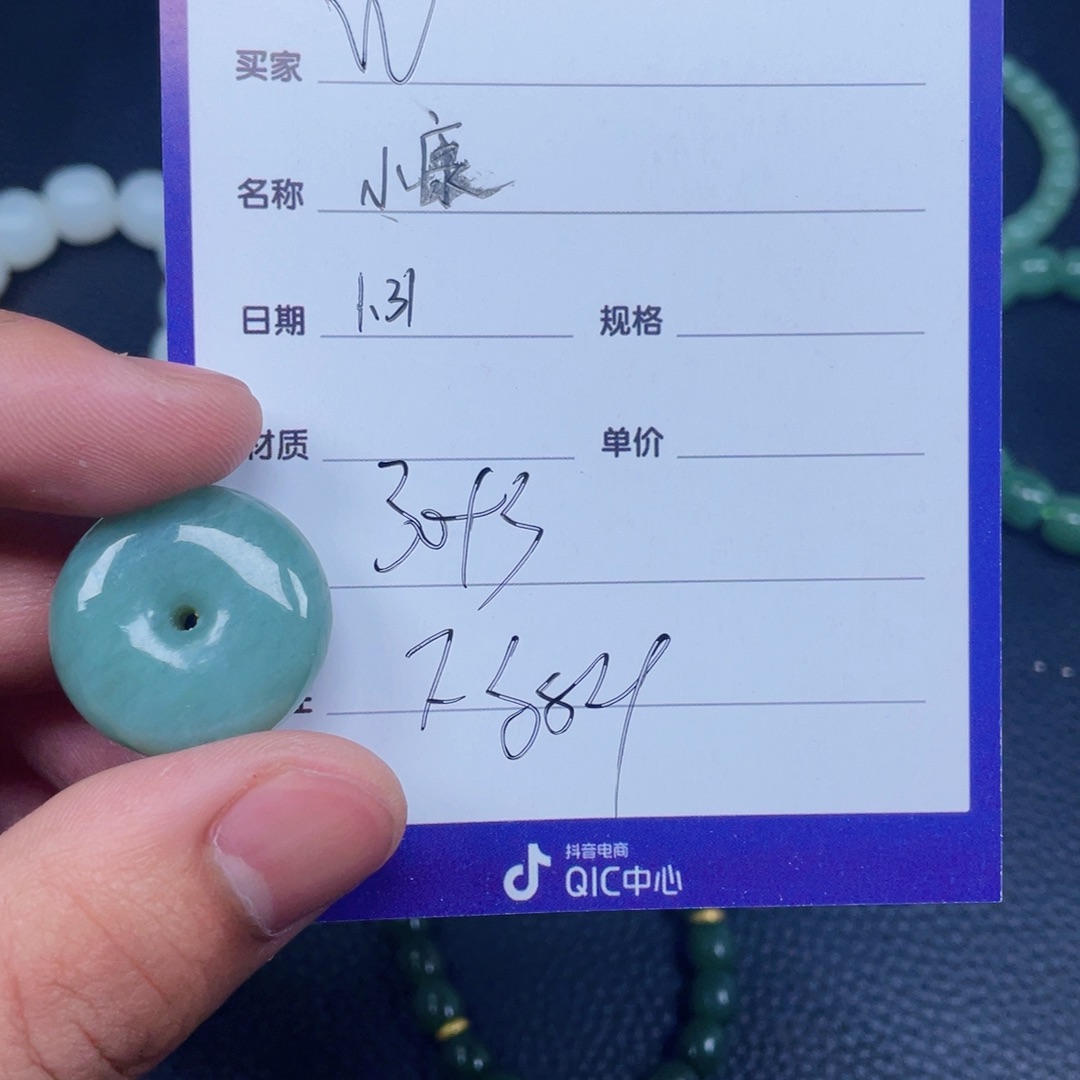 买家 W
名称 小康
日期 1.31 规格
材质 单价
抖音电商
QIC中心